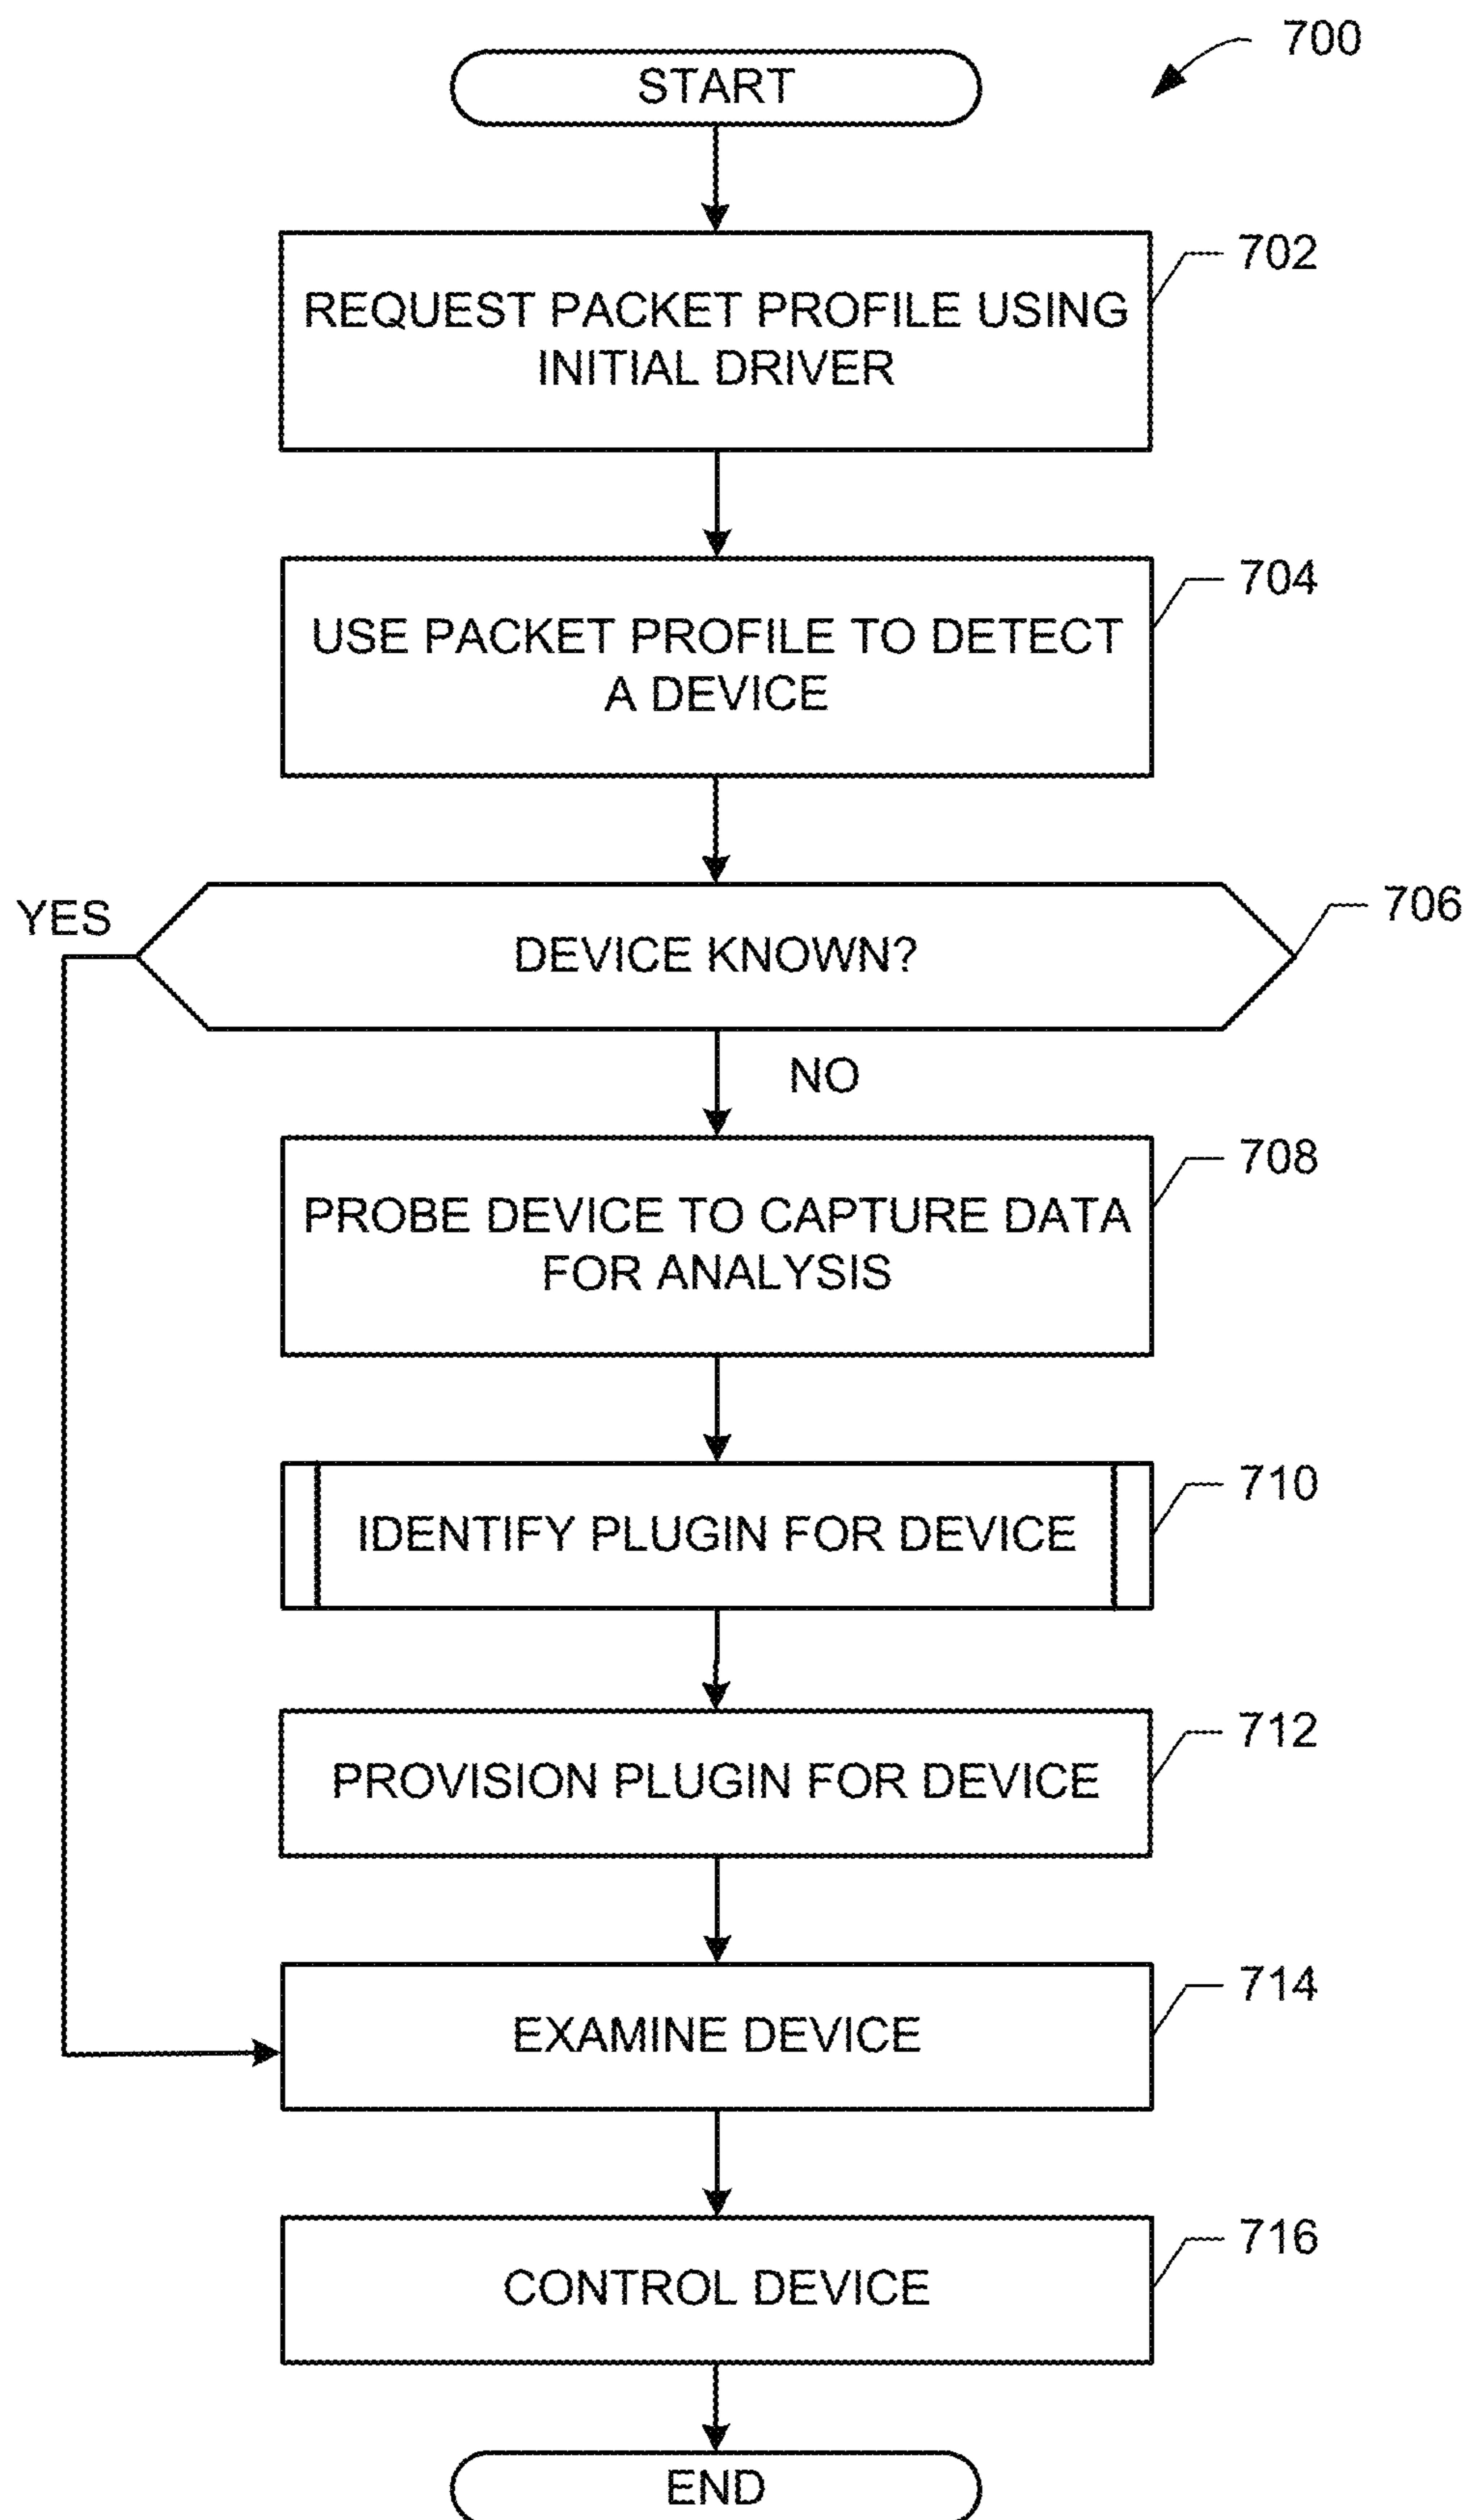 700
START
702
REQUEST PACKET PROFILE USING
INITIAL DRIVER
704
USE PACKET PROFILE TO DETECT
A DEVICE
YES
706
DEVICE KNOWN?
NO
708
PROBE DEVICE TO CAPTURE DATA
FOR ANALYSIS
710
IDENTIFY PLUGIN FOR DEVICE
712
PROVISION PLUGIN FOR DEVICE
714
EXAMINE DEVICE
716
CONTROL DEVICE
END